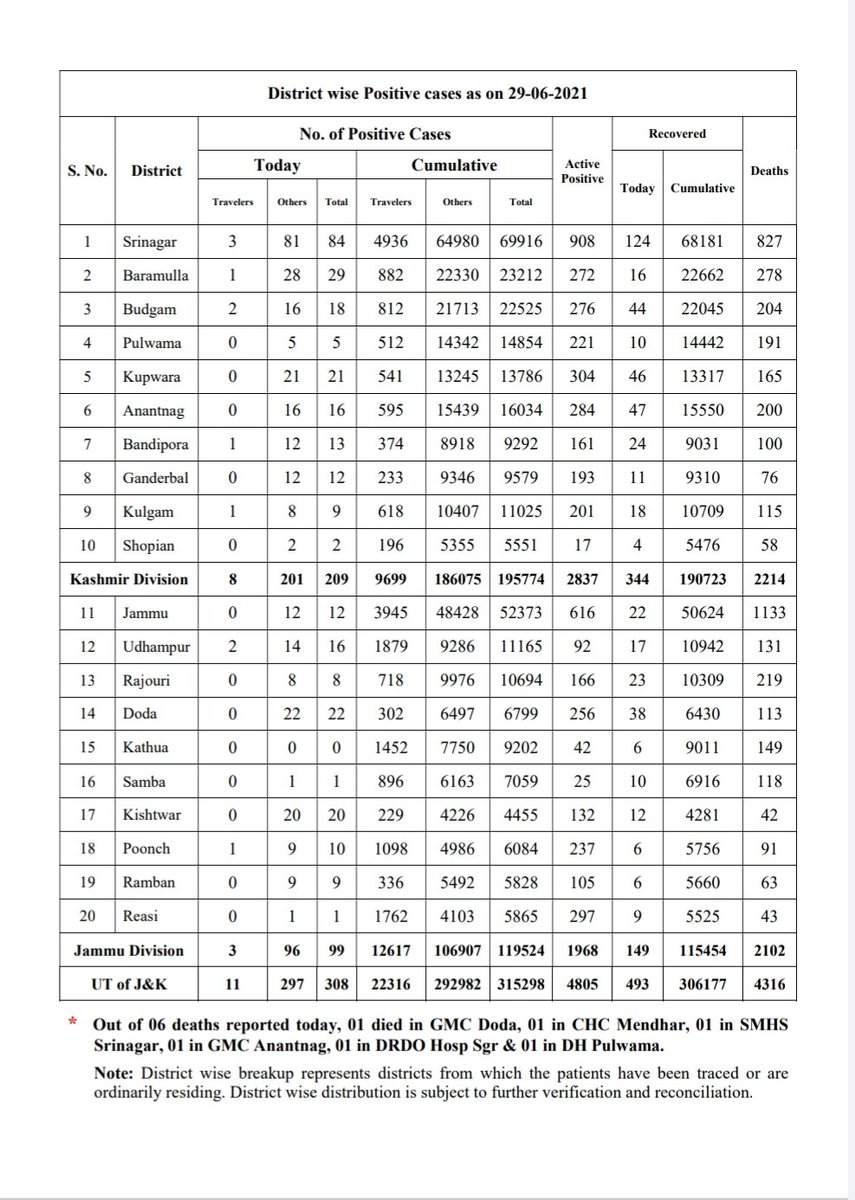 District wise Positive cases as on 29-06-2021
S. No. District No. of Positive Cases Active Positive Recovered Deaths
Today Cumulative Today Cumulative
Travelers Others Total Travelers Others Total
1 Srinagar 3 81 84 4936 64980 69916 908 124 68181 827
2 Baramulla 1 28 29 882 22330 23212 272 16 22662 278
3 Budgam 2 16 18 812 21713 22525 276 44 22045 204
4 Pulwama 0 5 5 512 14342 14854 221 10 14442 191
5 Kupwara 0 21 21 541 13245 13786 304 46 13317 165
6 Anantnag 0 16 16 595 15439 16034 284 47 15550 200
7 Bandipora 1 12 13 374 8918 9292 161 24 9031 100
8 Ganderbal 0 12 12 233 9346 9579 193 11 9310 76
9 Kulgam 1 8 9 618 10407 11025 201 18 10709 115
10 Shopian 0 2 2 196 5355 5551 17 4 5476 58
Kashmir Division 8 201 209 9699 186075 195774 2837 344 190723 2214
11 Jammu 0 12 12 3945 48428 52373 616 22 50624 1133
12 Udhampur 2 14 16 1879 9286 11165 92 17 10942 131
13 Rajouri 0 8 8 718 9976 10694 166 23 10309 219
14 Doda 0 22 22 302 6497 6799 256 38 6430 113
15 Kathua 0 0 0 1452 7750 9202 42 6 9011 149
16 Samba 0 1 1 896 6163 7059 25 10 6916 118
17 Kishtwar 0 20 20 229 4226 4455 132 12 4281 42
18 Poonch 1 9 10 1098 4986 6084 237 6 5756 91
19 Ramban 0 9 9 336 5492 5828 105 6 5660 63
20 Reasi 0 1 1 1762 4103 5865 297 9 5525 43
Jammu Division 3 96 99 12617 106907 119524 1968 149 115454 2102
UT of J&K 11 297 308 22316 292982 315298 4805 493 306177 4316
* Out of 06 deaths reported today, 01 died in GMC Doda, 01 in CHC Mendhar, 01 in SMHS
Srinagar, 01 in GMC Anantnag, 01 in DRDO Hosp Sgr & 01 in DH Pulwama.
Note: District wise breakup represents districts from which the patients have been traced or are
ordinarily residing. District wise distribution is subject to further verification and reconciliation.